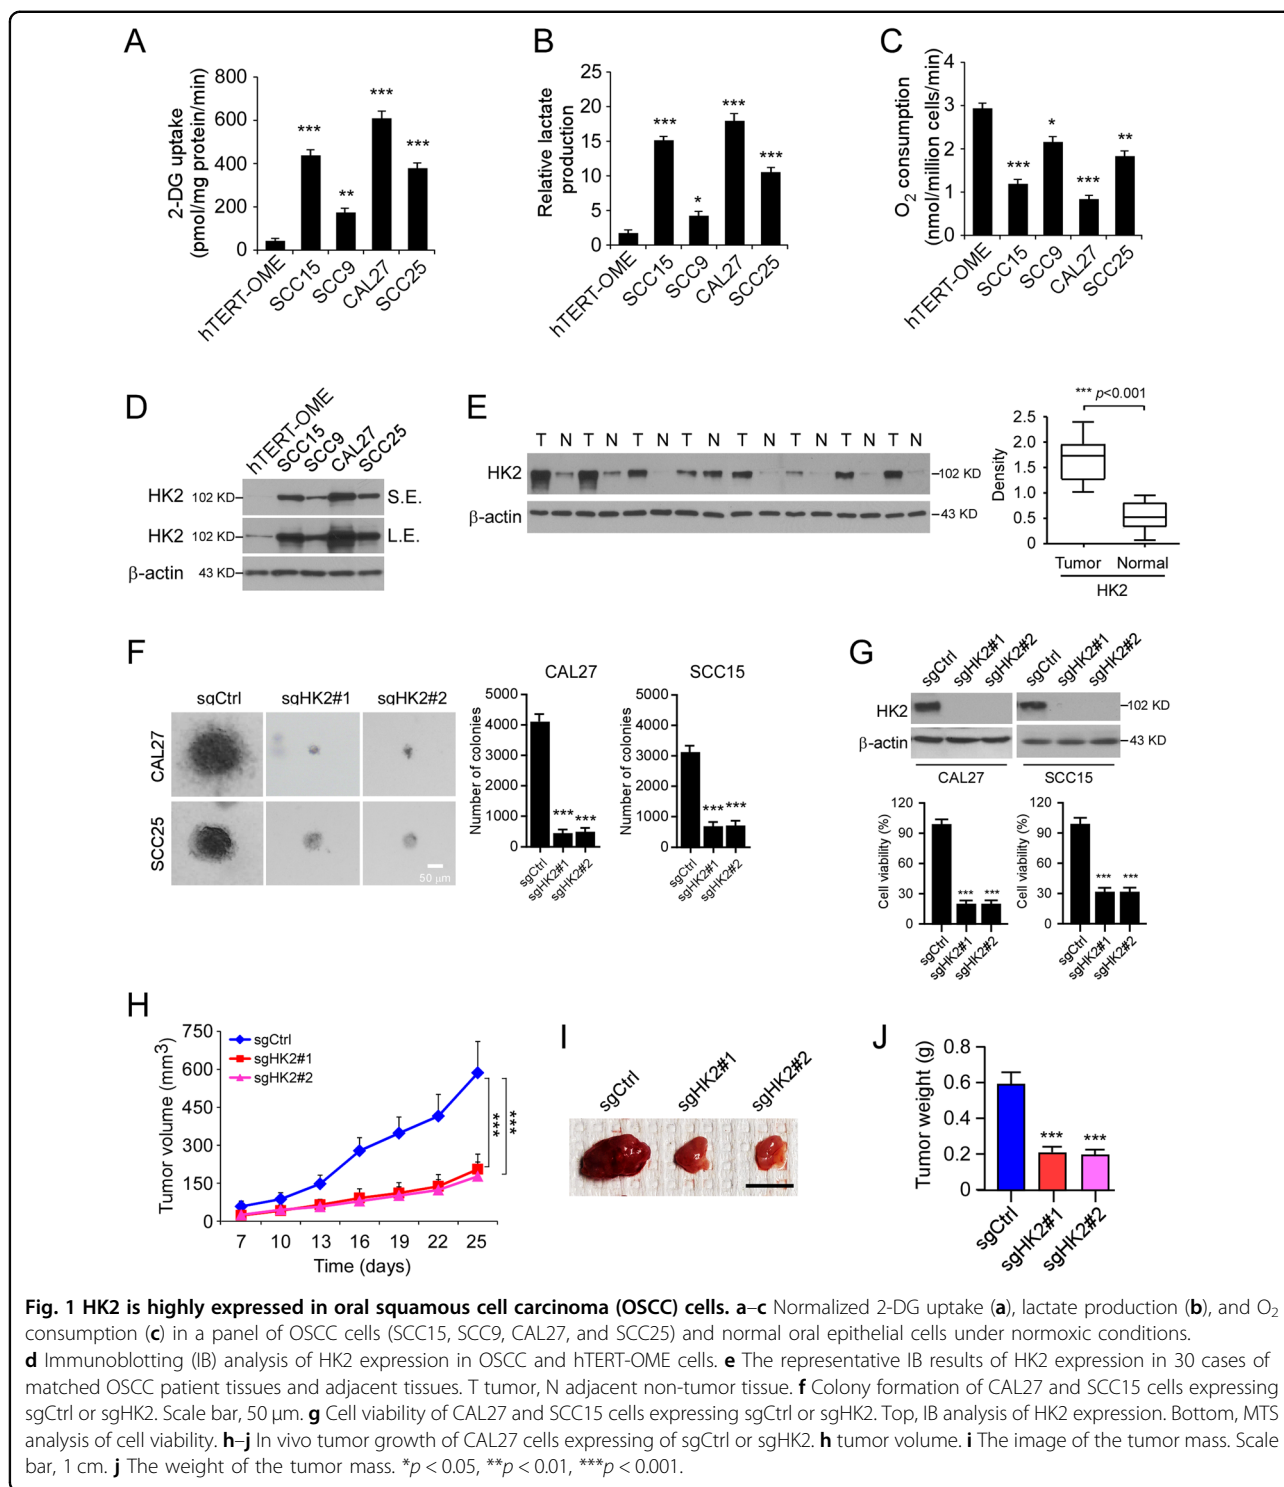 A
2-DG uptake
(pmol/mg protein/min)
800
600
400
200
0
***
**
***
***
hTERT-OME
SCC15
SCC9
CAL27
SCC25
B
Relative lactate
production
25
20
15
10
5
0
***
*
***
***
hTERT-OME
SCC15
SCC9
CAL27
SCC25
C
O2 consumption
(nmol/million cells/min)
4
3
2
1
0
***
*
***
**
hTERT-OME
SCC15
SCC9
CAL27
SCC25
D
hTERT-OME
SCC15
SCC9
CAL27
SCC25
HK2 102 KD S.E.
HK2 102 KD L.E.
β-actin 43 KD
E
T N T N T N T N T N T N T N T N
HK2 102 KD
β-actin 43 KD
*** p<0.001
Density
2.5
2.0
1.5
1.0
0.5
0
Tumor Normal
HK2
F
sgCtrl sgHK2#1 sgHK2#2
CAL27
SCC25
50 μm
CAL27
Number of colonies
5000
4000
3000
2000
1000
0
*** ***
sgCtrl
sgHK2#1
sgHK2#2
SCC15
Number of colonies
5000
4000
3000
2000
1000
0
*** ***
sgCtrl
sgHK2#1
sgHK2#2
G
sgCtrl
sgHK2#1
sgHK2#2
sgCtrl
sgHK2#1
sgHK2#2
HK2 102 KD
β-actin 43 KD
CAL27 SCC15
Cell viability (%)
120
90
60
30
0
*** ***
sgCtrl
sgHK2#1
sgHK2#2
Cell viability (%)
120
90
60
30
0
*** ***
sgCtrl
sgHK2#1
sgHK2#2
H
Tumor volume (mm3)
750
600
450
300
150
0
sgCtrl
sgHK2#1
sgHK2#2
***
***
7 10 13 16 19 22 25
Time (days)
I
sgCtrl
sgHK2#1
sgHK2#2
J
Tumor weight (g)
0.8
0.6
0.4
0.2
0
*** ***
sgCtrl
sgHK2#1
sgHK2#2
Fig. 1 HK2 is highly expressed in oral squamous cell carcinoma (OSCC) cells. a–c Normalized 2-DG uptake (a), lactate production (b), and O2
consumption (c) in a panel of OSCC cells (SCC15, SCC9, CAL27, and SCC25) and normal oral epithelial cells under normoxic conditions.
d Immunoblotting (IB) analysis of HK2 expression in OSCC and hTERT-OME cells. e The representative IB results of HK2 expression in 30 cases of
matched OSCC patient tissues and adjacent tissues. T tumor, N adjacent non-tumor tissue. f Colony formation of CAL27 and SCC15 cells expressing
sgCtrl or sgHK2. Scale bar, 50 μm. g Cell viability of CAL27 and SCC15 cells expressing sgCtrl or sgHK2. Top, IB analysis of HK2 expression. Bottom, MTS
analysis of cell viability. h–j In vivo tumor growth of CAL27 cells expressing of sgCtrl or sgHK2. h tumor volume. i The image of the tumor mass. Scale
bar, 1 cm. j The weight of the tumor mass. *p < 0.05, **p < 0.01, ***p < 0.001.